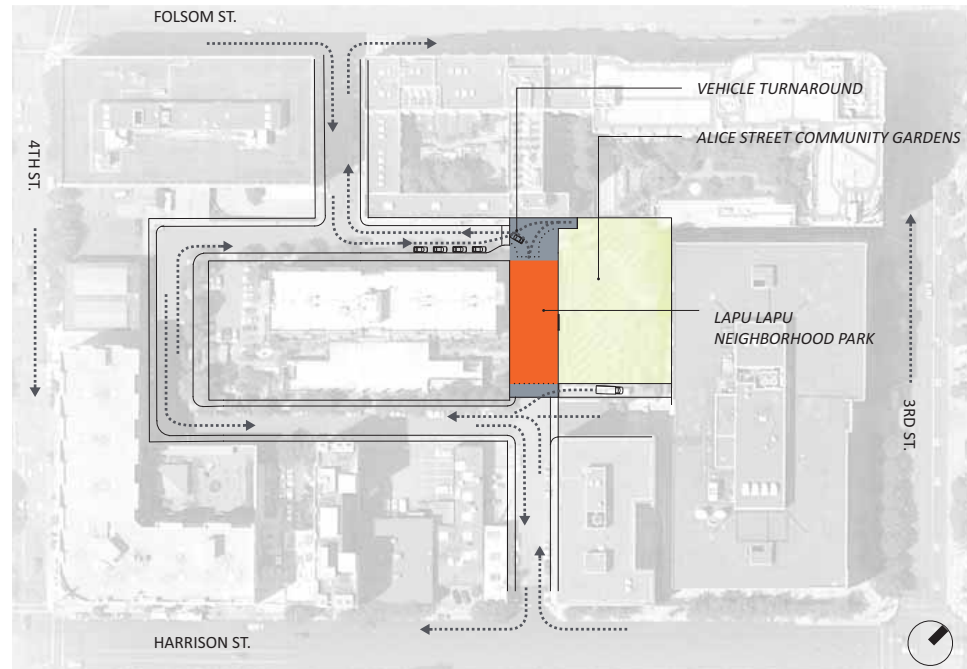 FOLSOM ST.
VEHICLE TURNAROUND
ALICE STREET COMMUNITY GARDENS
4TH ST.
LAPU LAPU
NEIGHBORHOOD PARK
3RD ST.
HARRISON ST.